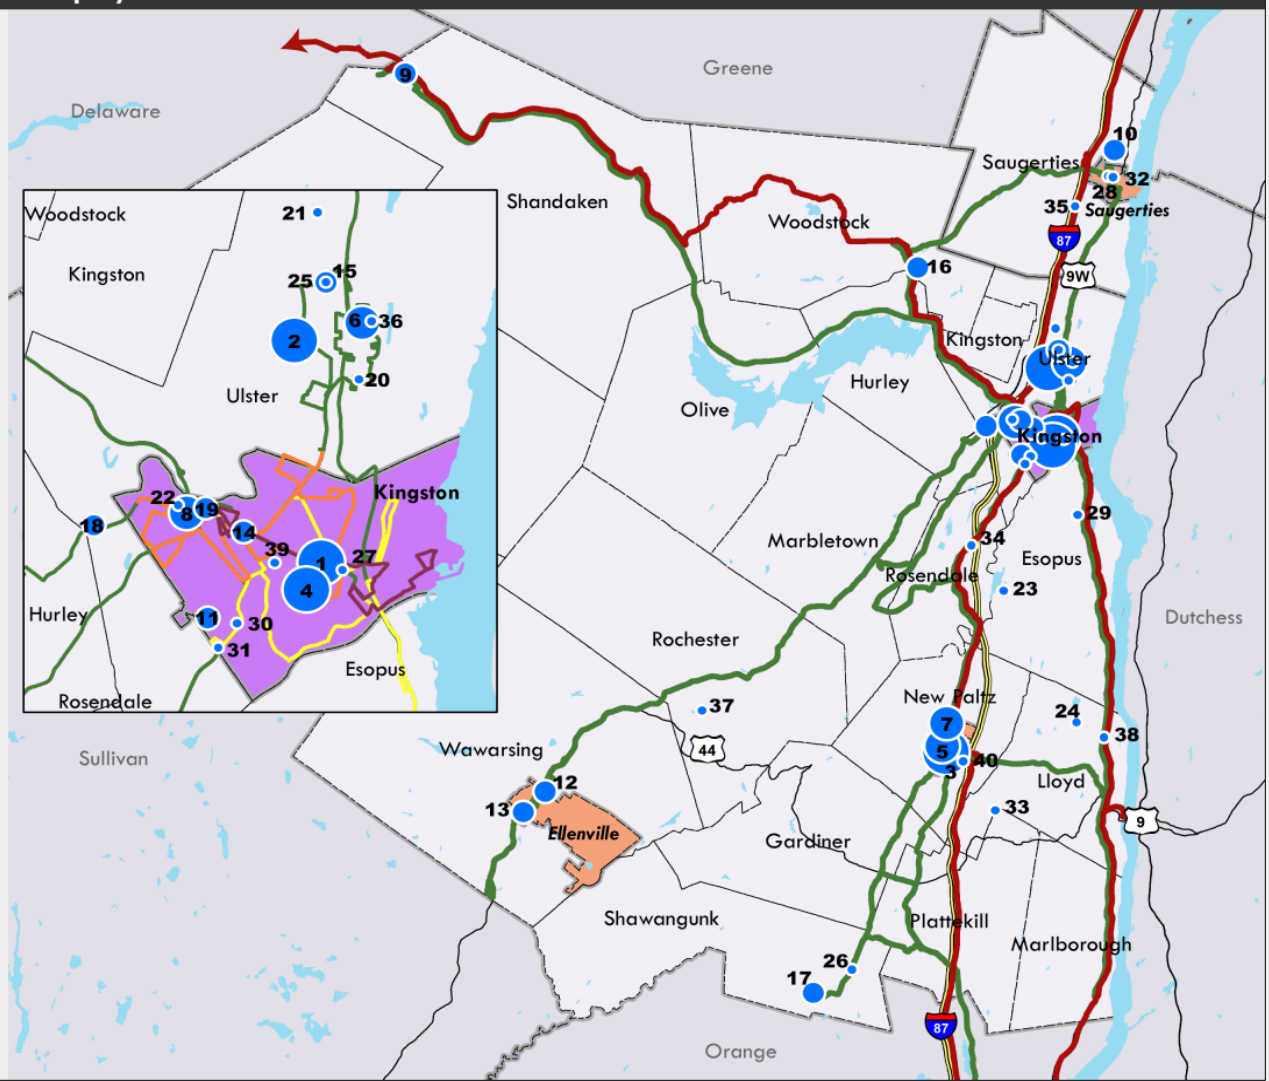 Greene
Delaware
9
10
Saugerties
32
28
Saugerties
35
87
9W
Shandaken
Woodstock
16
Woodstock
21
Kingston
25
15
6
36
2
20
Ulster
Kingston
22
8
19
18
14
39
1
27
4
11
30
31
Hurley
Esopus
Rosendale
Kingston
Ulster
Hurley
Olive
Kingston
29
Marbletown
34
Esopus
Rosendale
23
Dutchess
Rochester
37
New Paltz
24
7
38
Wawarsing
44
5
3
40
Sullivan
Lloyd
12
13
33
9
Ellenville
Gardiner
Shawangunk
Plattekill
Marlborough
26
17
87
Orange